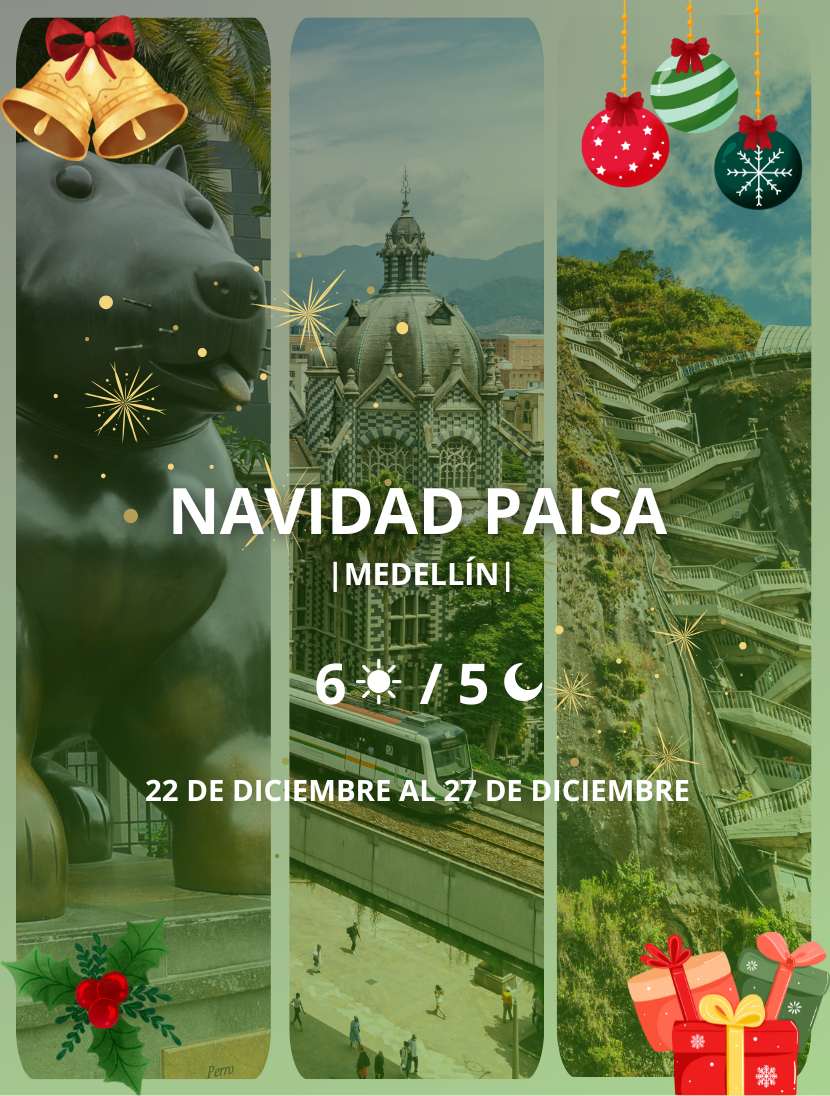 NAVIDAD PAISA
|MEDELLÍN|
6 / 5
22 DE DICIEMBRE AL 27 DE DICIEMBRE
Perro